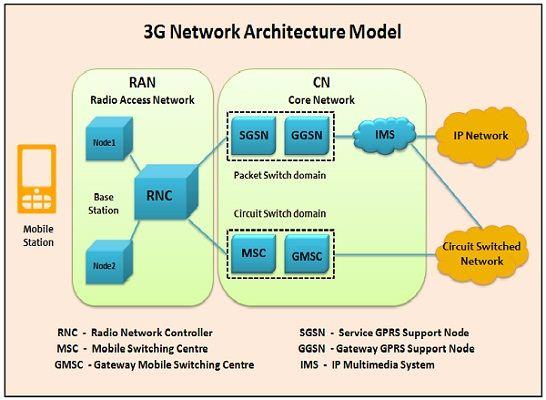 3G Network Architecture Model
RAN
Radio Access Network
CN
Core Network
Node1
SGSN
GGSN
IMS
IP Network
Packet Switch domain
Base
Station
RNC
Mobile
Station
Circuit Switch domain
Node2
MSC
GMSC
Circuit Switched
Network
RNC - Radio Network Controller
MSC - Mobile Switching Centre
GMSC - Gateway Mobile Switching Centre
SGSN - Service GPRS Support Node
GGSN - Gateway GPRS Support Node
IMS - IP Multimedia System